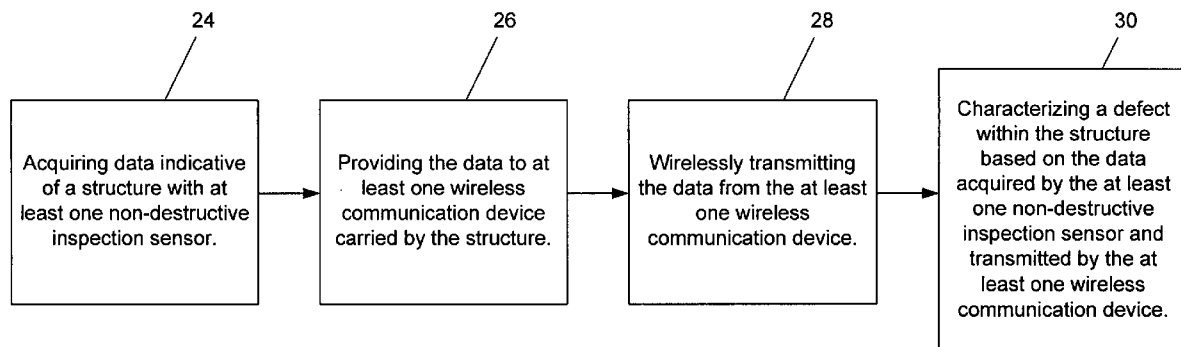 24
26
28
30
Acquiring data indicative
of a structure with at
least one non-destructive
inspection sensor.
Providing the data to at
least one wireless
communication device
carried by the structure.
Wirelessly transmitting
the data from the at least
one wireless
communication device.
Characterizing a defect
within the structure
based on the data
acquired by the at least
one non-destructive
inspection sensor and
transmitted by the at
least one wireless
communication device.